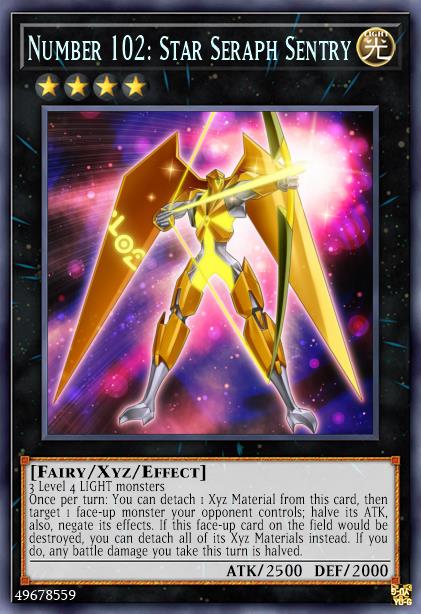 Number 102: Star Seraph Sentry
LIGHT
光
102
[Fairy/Xyz/Effect]
3 Level 4 LIGHT monsters
Once per turn: You can detach 1 Xyz Material from this card, then
target 1 face-up monster your opponent controls; halve its ATK,
also, negate its effects. If this face-up card on the field would be
destroyed, you can detach all of its Xyz Materials instead. If you
do, any battle damage you take this turn is halved.
ATK/2500 DEF/2000
49678559